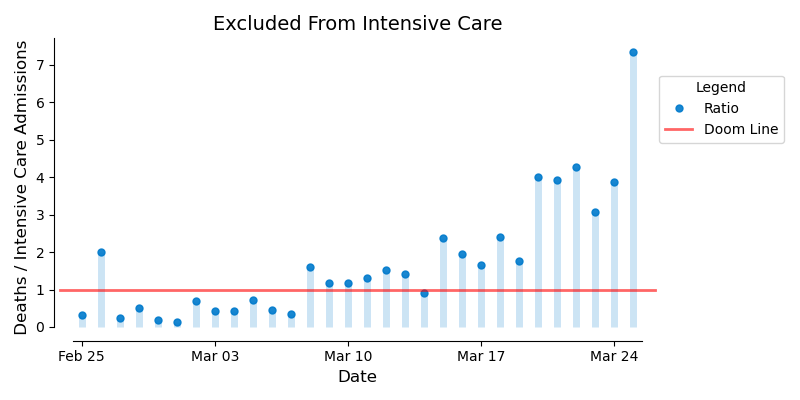 Excluded From Intensive Care
Deaths / Intensive Care Admissions
7
6
5
4
3
2
1
0
Feb 25
Mar 03
Mar 10
Mar 17
Mar 24
Date
Legend
Ratio
Doom Line